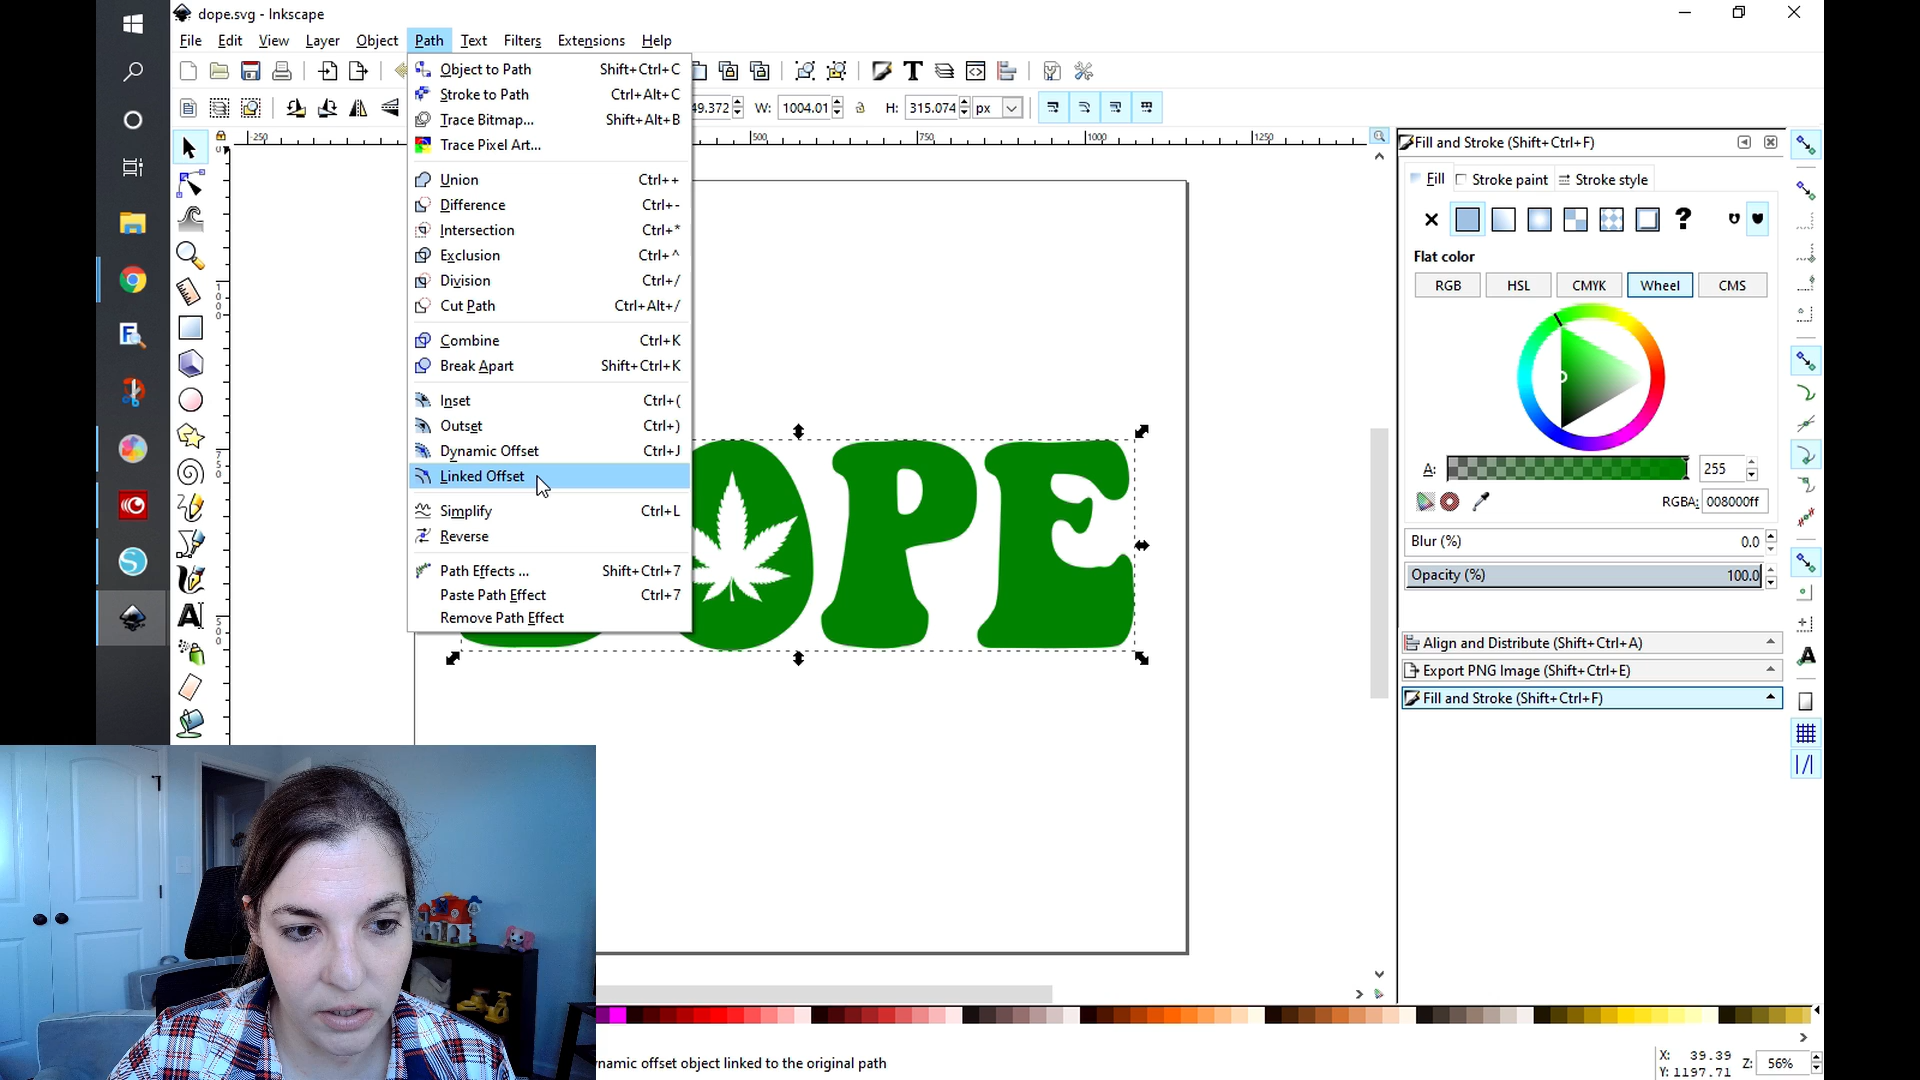 dope.svg - Inkscape
File Edit View Layer Object Path Text Filters Extensions Help
49.372 W: 1004.01 H: 315.074 px
Object to Path Shift+Ctrl+C
Stroke to Path Ctrl+Alt+C
Trace Bitmap... Shift+Alt+B
Trace Pixel Art...
Union Ctrl++
Difference Ctrl+-
Intersection Ctrl+*
Exclusion Ctrl+^
Division Ctrl+/
Cut Path Ctrl+Alt+/
Combine Ctrl+K
Break Apart Shift+Ctrl+K
Inset Ctrl+(
Outset Ctrl+)
Dynamic Offset Ctrl+J
Linked Offset
Simplify Ctrl+L
Reverse
Path Effects ... Shift+Ctrl+7
Paste Path Effect Ctrl+7
Remove Path Effect
-250 500 750 1000 1250
OPE
Fill and Stroke (Shift+Ctrl+F)
Fill Stroke paint Stroke style
Flat color
RGB HSL CMYK Wheel CMS
A: 255
RGBA: 008000ff
Blur (%) 0.0
Opacity (%) 100.0
Align and Distribute (Shift+Ctrl+A)
Export PNG Image (Shift+Ctrl+E)
Fill and Stroke (Shift+Ctrl+F)
namic offset object linked to the original path
X: 39.39
Y: 1197.71
Z: 56%